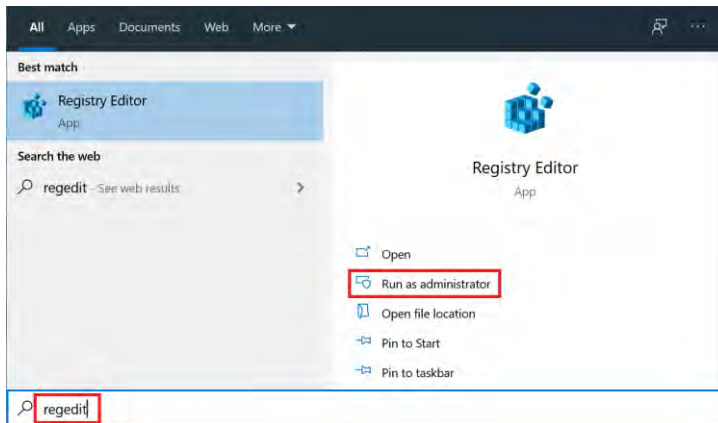 All Apps Documents Web More
Best match
Registry Editor
App
Search the web
regedit - See web results
Registry Editor
App
Open
Run as administrator
Open file location
Pin to Start
Pin to taskbar
regedit